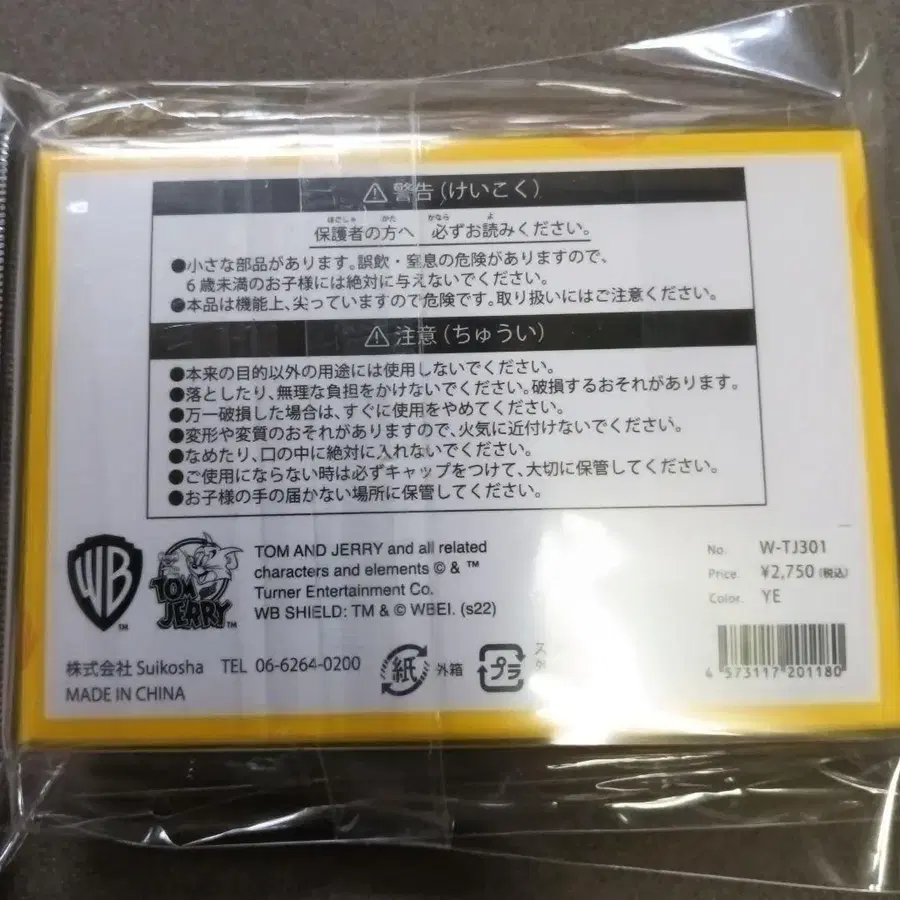 ⚠警告(けいこく)
ほごしゃ かた かなら よ
保護者の方へ 必ずお読みください。
●小さな部品があります。誤飲・窒息の危険がありますので、
6歳未満のお子様には絶対に与えないでください。
●本品は機能上、尖っていますので危険です。取り扱いにはご注意ください。
⚠注意(ちゅうい)
●本来の目的以外の用途には使用しないでください。
●落としたり、無理な負担をかけないでください。破損するおそれがあります。
●万一破損した場合は、すぐに使用をやめてください。
●変形や変質のおそれがありますので、火気に近付けないでください。
●なめたり、口の中に絶対に入れないでください。
●ご使用にならない時は必ずキャップをつけて、大切に保管してください。
●お子様の手の届かない場所に保管してください。
WB TM
TOM AND JERRY TM
TOM AND JERRY and all related
characters and elements © & ™
Turner Entertainment Co.
WB SHIELD: TM & © WBEI. (s22)
No. W-TJ301
Price. ¥2,750(税込)
Color. YE
4 573117 201180
株式会社 Suikosha TEL 06-6264-0200
MADE IN CHINA
紙 外箱
プラ